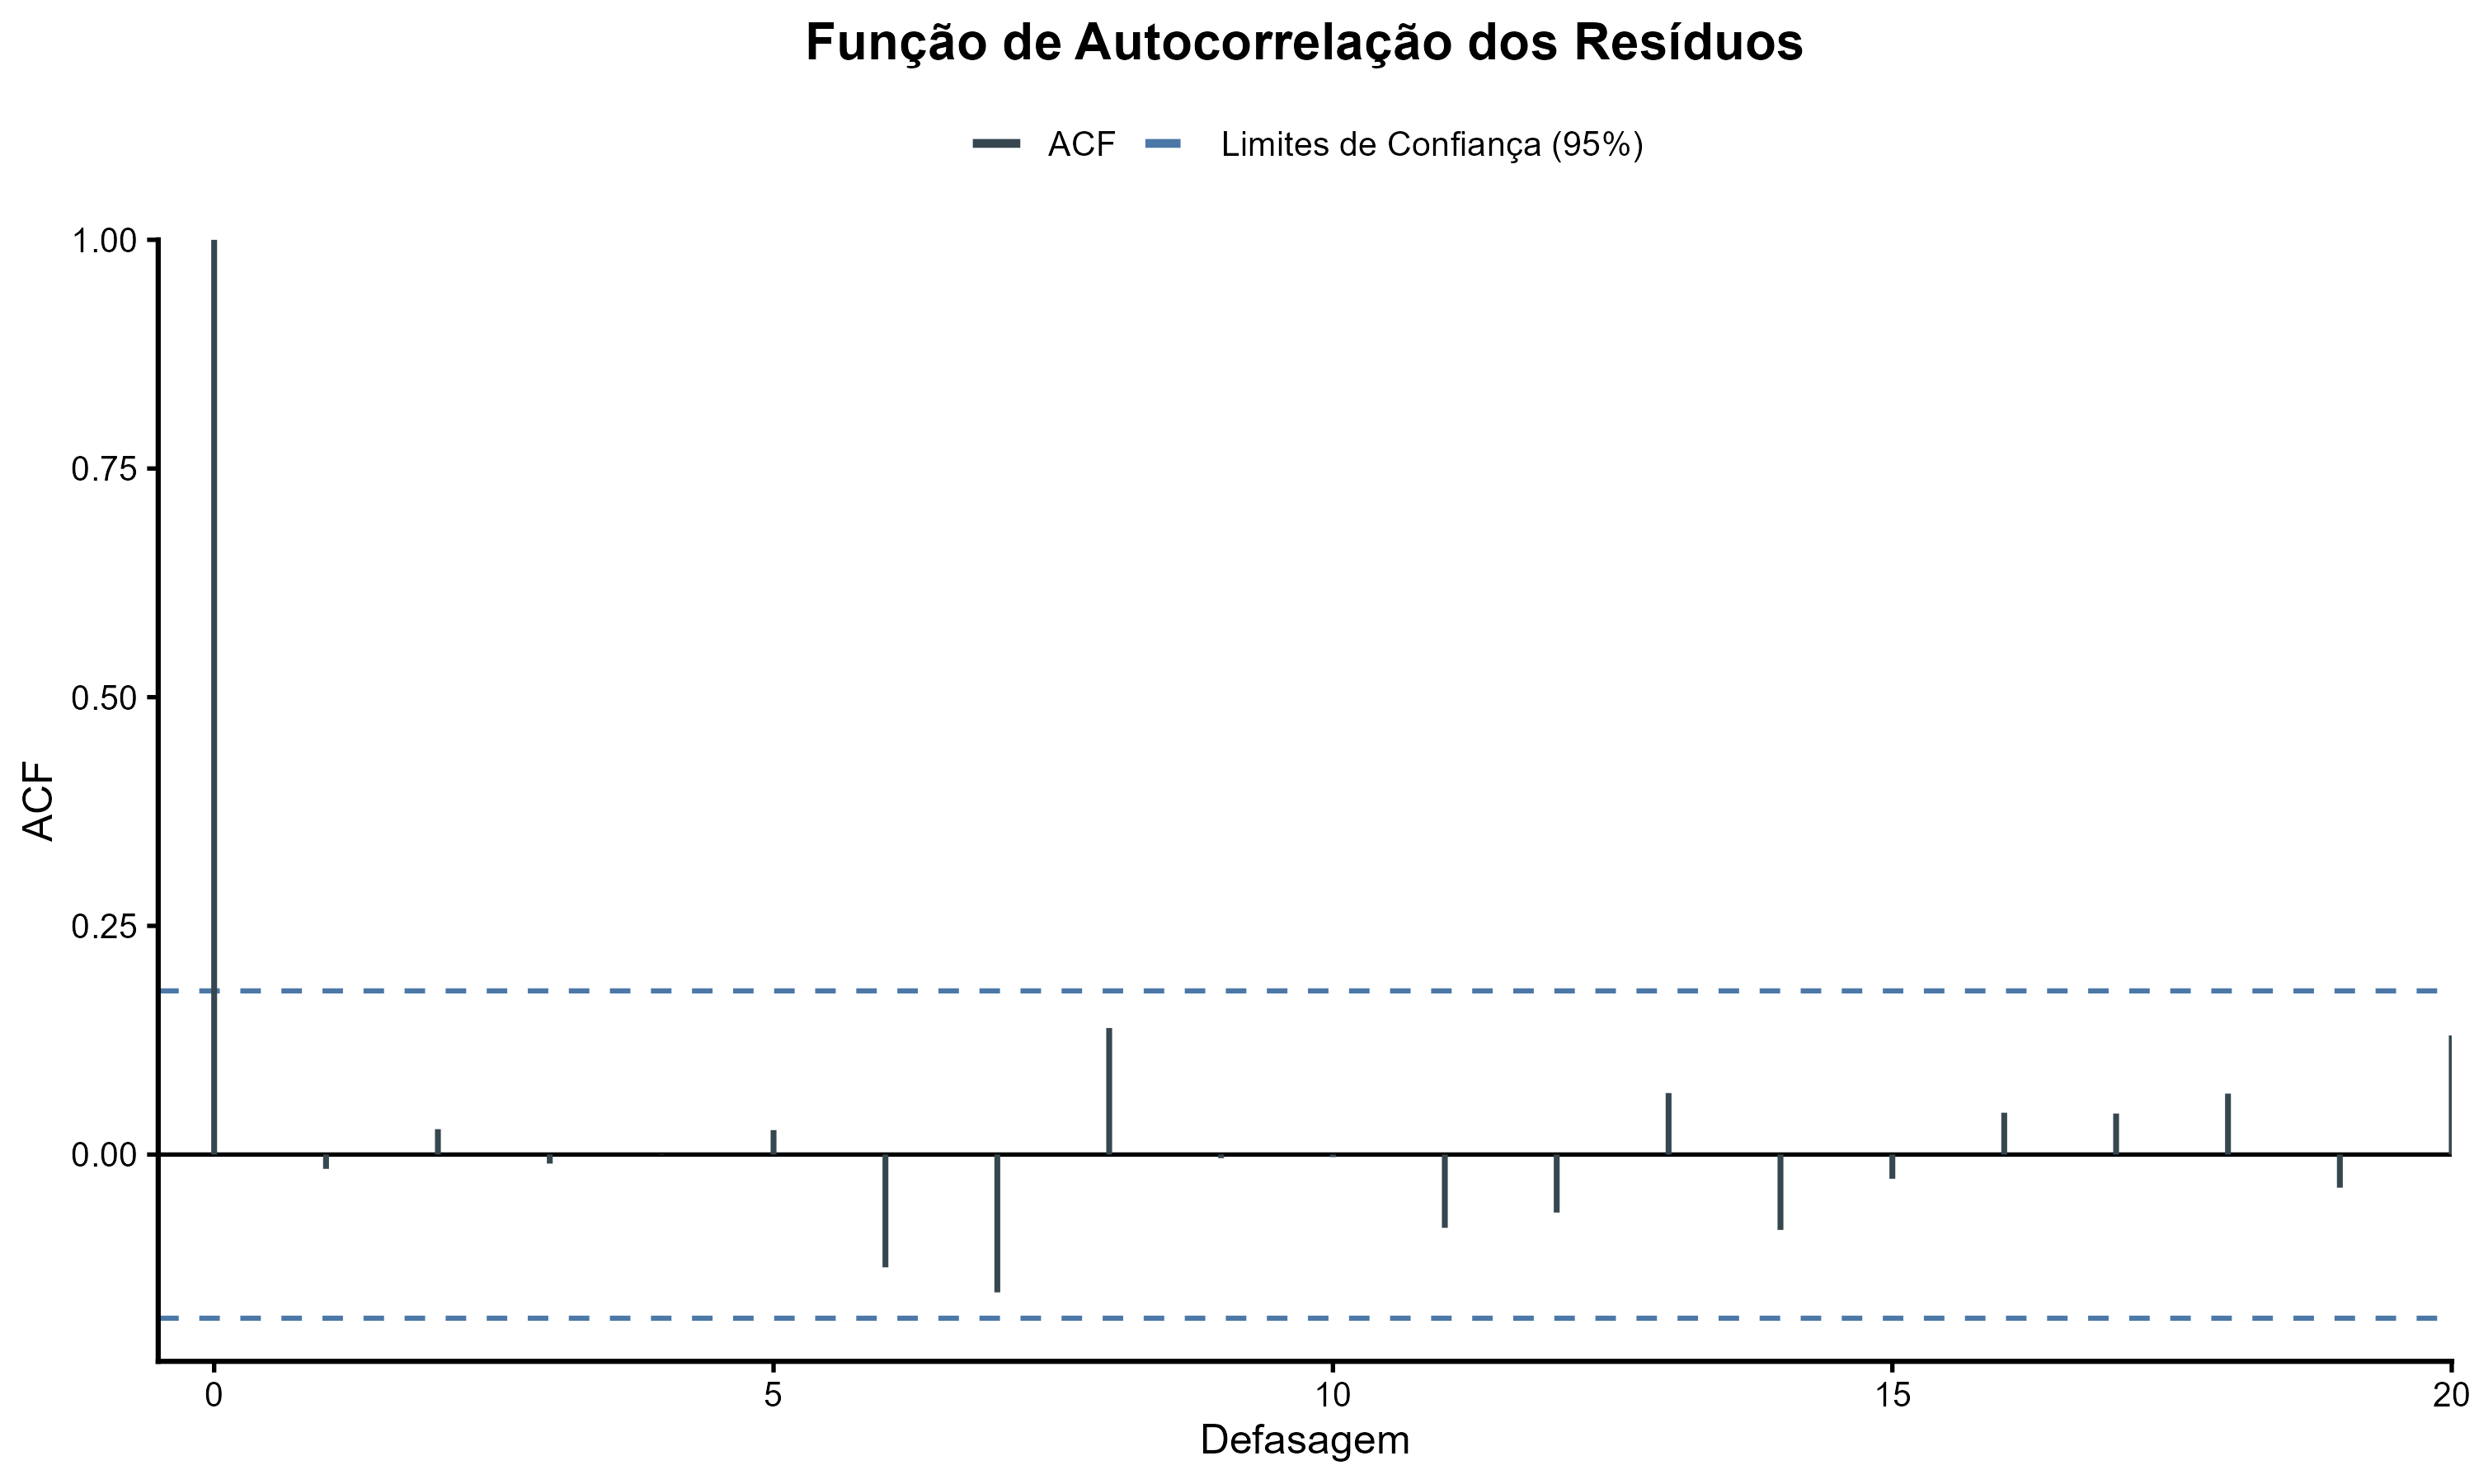 Função de Autocorrelação dos Resíduos
ACF Limites de Confiança (95%)
1.00
0.75
0.50
0.25
0.00
ACF
0 5 10 15 20
Defasagem